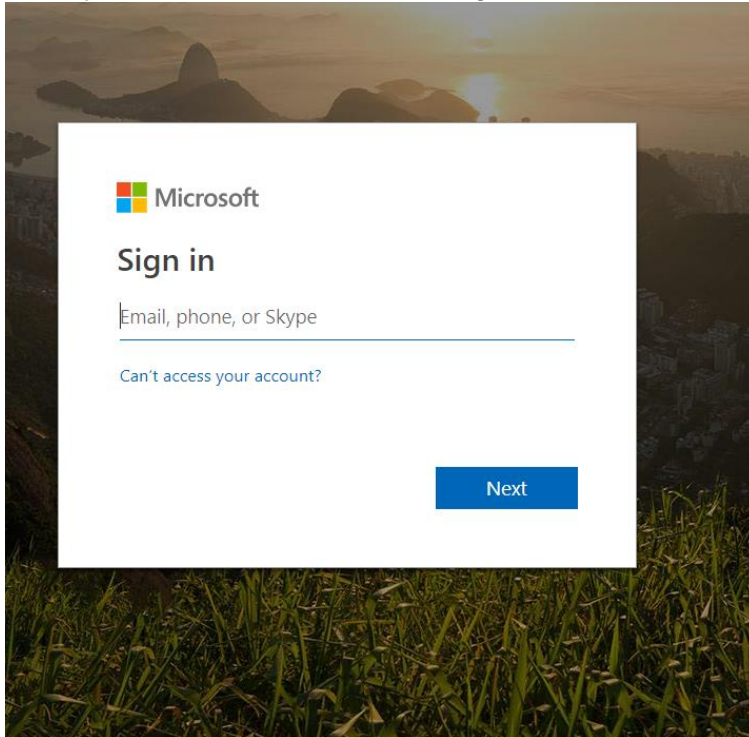 Microsoft
Sign in
Email, phone, or Skype
Can't access your account?
Next